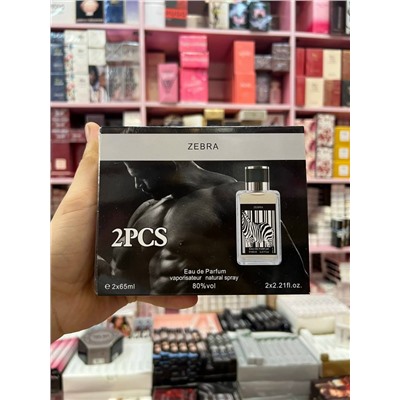 ZEBRA
ZEBRA
2PCS
Eau de Parfum
vaporisateur natural spray
℮ 2x65ml
80%vol
2x2.21fl.oz.